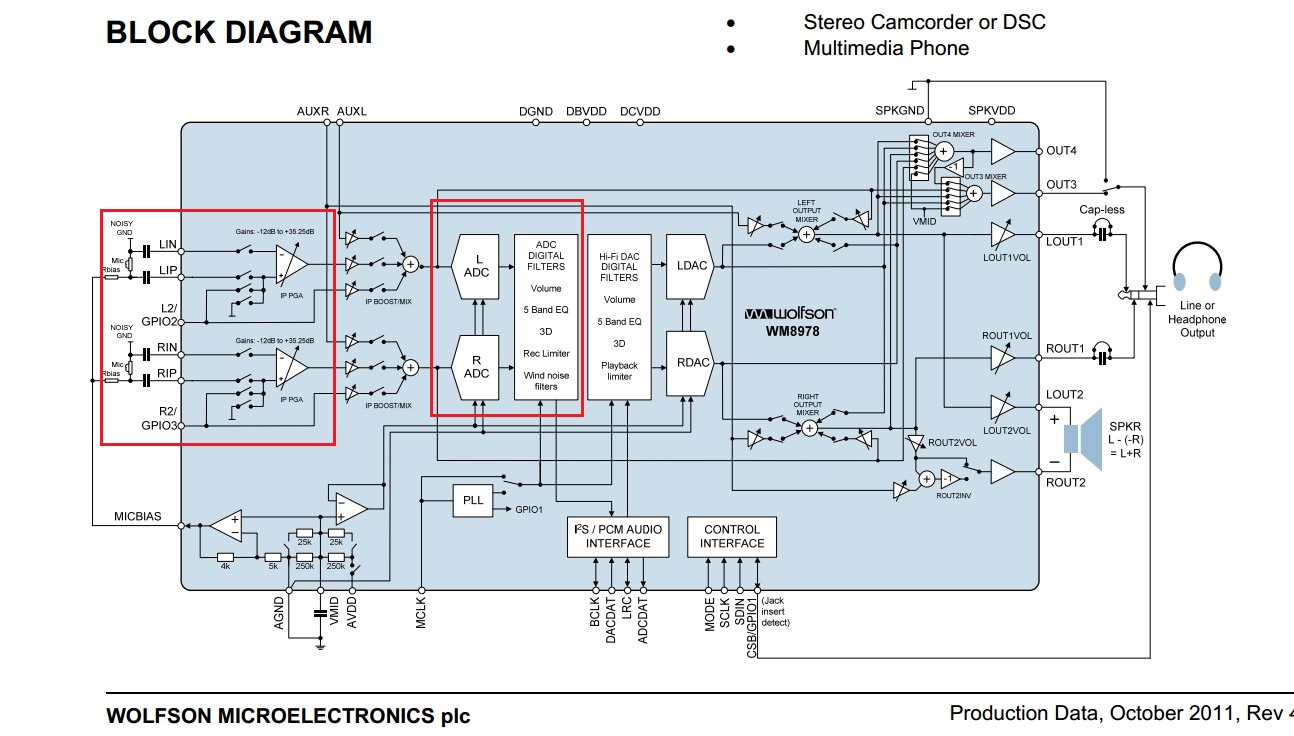 BLOCK DIAGRAM
• Stereo Camcorder or DSC
• Multimedia Phone
AUXR AUXL DGND DBVDD DCVDD SPKGND SPKVDD
OUT4 MIXER
OUT4
-1
OUT3 MIXER
OUT3
VMID
Cap-less
LOUT1
LOUT1VOL
NOISY
GND
Mic
Rbias
LIN
LIP
L2/
GPIO2
Gains: -12dB to +35.25dB
IP PGA
IP BOOST/MIX
NOISY
GND
Mic
Rbias
RIN
RIP
R2/
GPIO3
Gains: -12dB to +35.25dB
IP PGA
IP BOOST/MIX
L
ADC
R
ADC
ADC
DIGITAL
FILTERS
Volume
5 Band EQ
3D
Rec Limiter
Wind noise
filters
Hi-Fi DAC
DIGITAL
FILTERS
Volume
5 Band EQ
3D
Playback
limiter
LDAC
RDAC
LEFT
OUTPUT
MIXER
wolfson®
WM8978
RIGHT
OUTPUT
MIXER
Line or
Headphone
Output
ROUT1VOL
ROUT1
LOUT2
LOUT2VOL
SPKR
L - (-R)
= L+R
ROUT2VOL
-1
ROUT2INV
ROUT2
MICBIAS
4k
5k
25k
25k
250k
250k
PLL
GPIO1
I²S / PCM AUDIO
INTERFACE
CONTROL
INTERFACE
AGND
VMID
AVDD
MCLK
BCLK
DACDAT
LRC
ADCDAT
MODE
SCLK
SDIN
CSB/GPIO1
(Jack
insert
detect)
WOLFSON MICROELECTRONICS plc
Production Data, October 2011, Rev 4